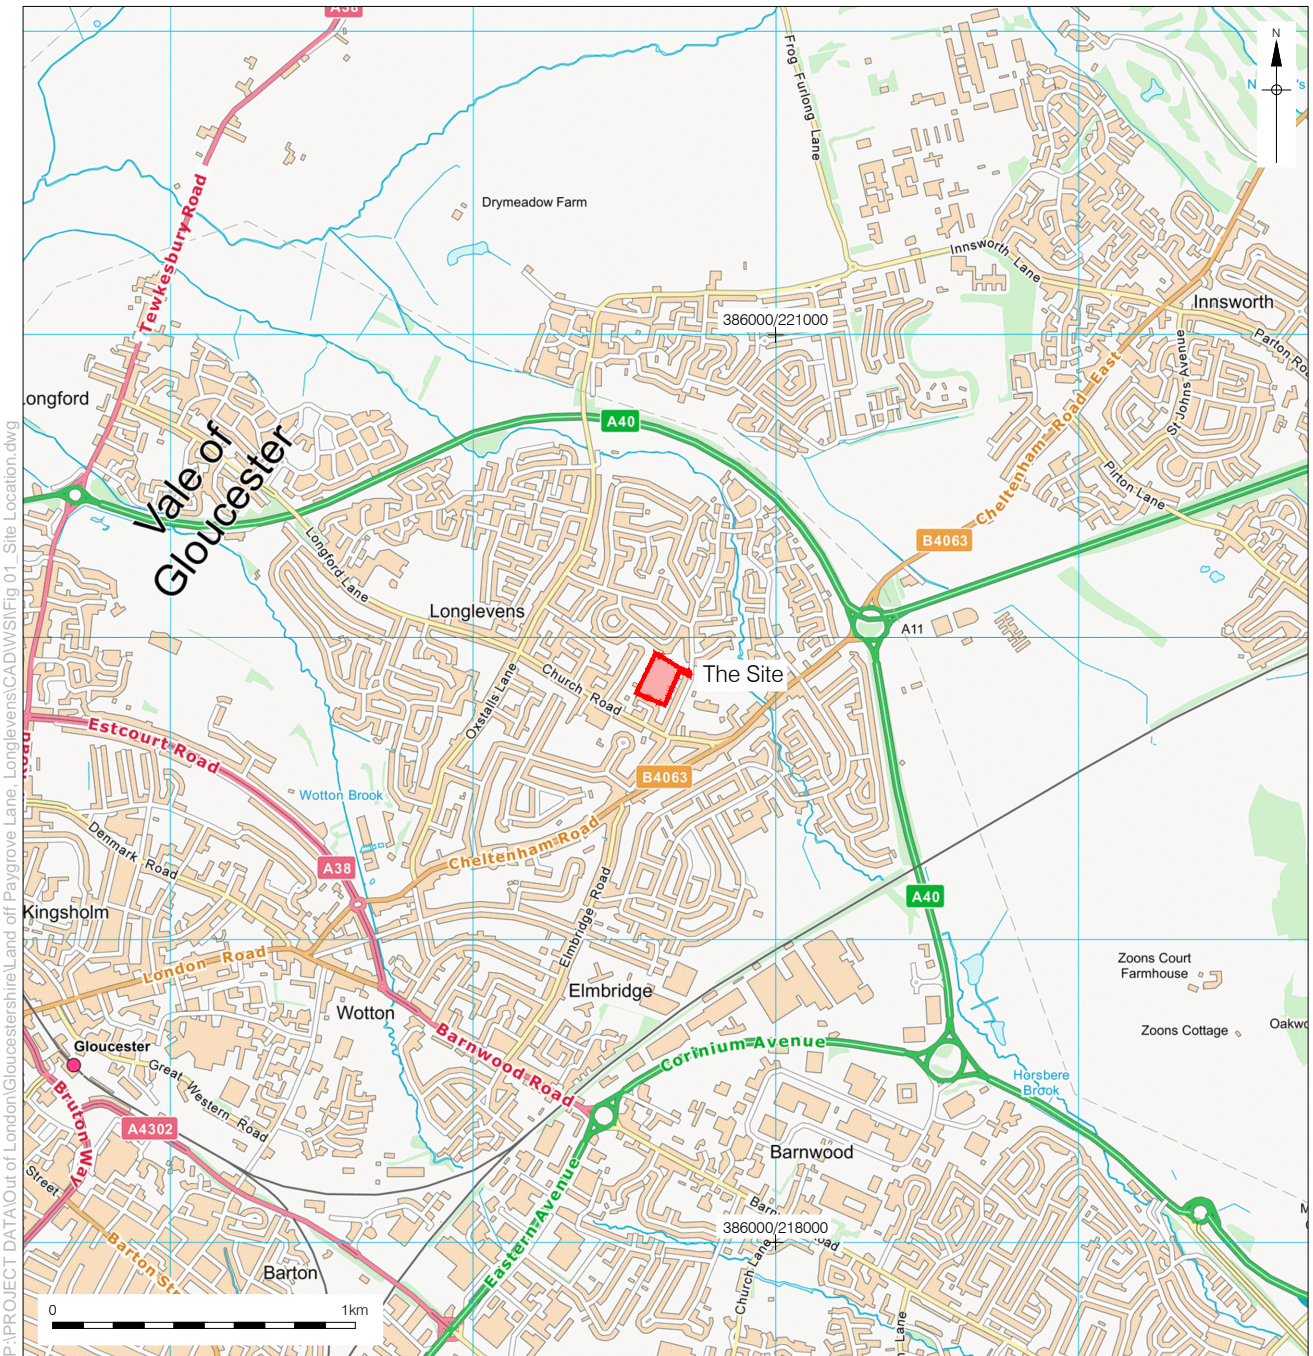 A38
N
Frog Furlong Lane
Tewkesbury Road
Drymeadow Farm
Innsworth Lane
Innsworth
386000/221000
Parton
St Johns Avenue
Longford
A40
Vale of
Gloucester
Cheltenham Road East
Pirton Lane
B4063
Longford Lane
Longlevens
A11
The Site
Church Road
Oxstalls Lane
Estcourt Road
Road
B4063
Wotton Brook
Denmark Road
Cheltenham Road
A38
A40
Kingsholm
Elmbridge Road
London Road
Zoons Court
Farmhouse
Elmbridge
Wotton
Zoons Cottage
Gloucester
Barnwood Road
Corinium Avenue
Great Western Road
Horsbere
Brook
Bruton Way
A4302
Barnwood
Street
386000/218000
Eastern Avenue
Barton
Church Lane
Lane
0 1km
P:\PROJECT DATA\Out of London\Gloucestershire\Land off Paygrove Lane, Longlevens\CAD\WSI\Fig 01_ Site Location.dwg